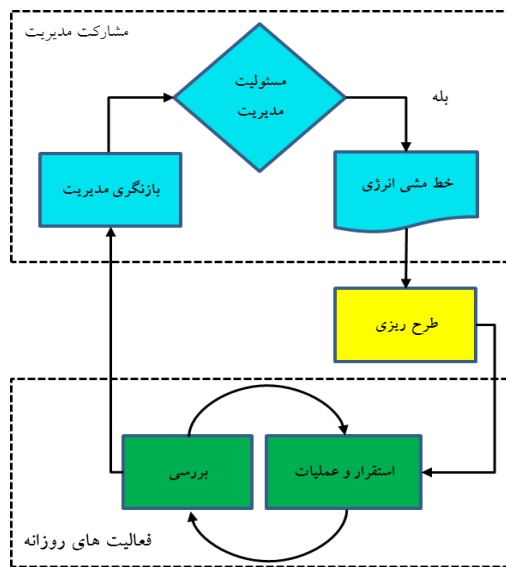 مشارکت مدیریت
مسئولیت
مدیریت
بله
بازنگری مدیریت
خط مشی انرژی
طرح ریزی
بررسی
استقرار و عملیات
فعالیت های روزانه